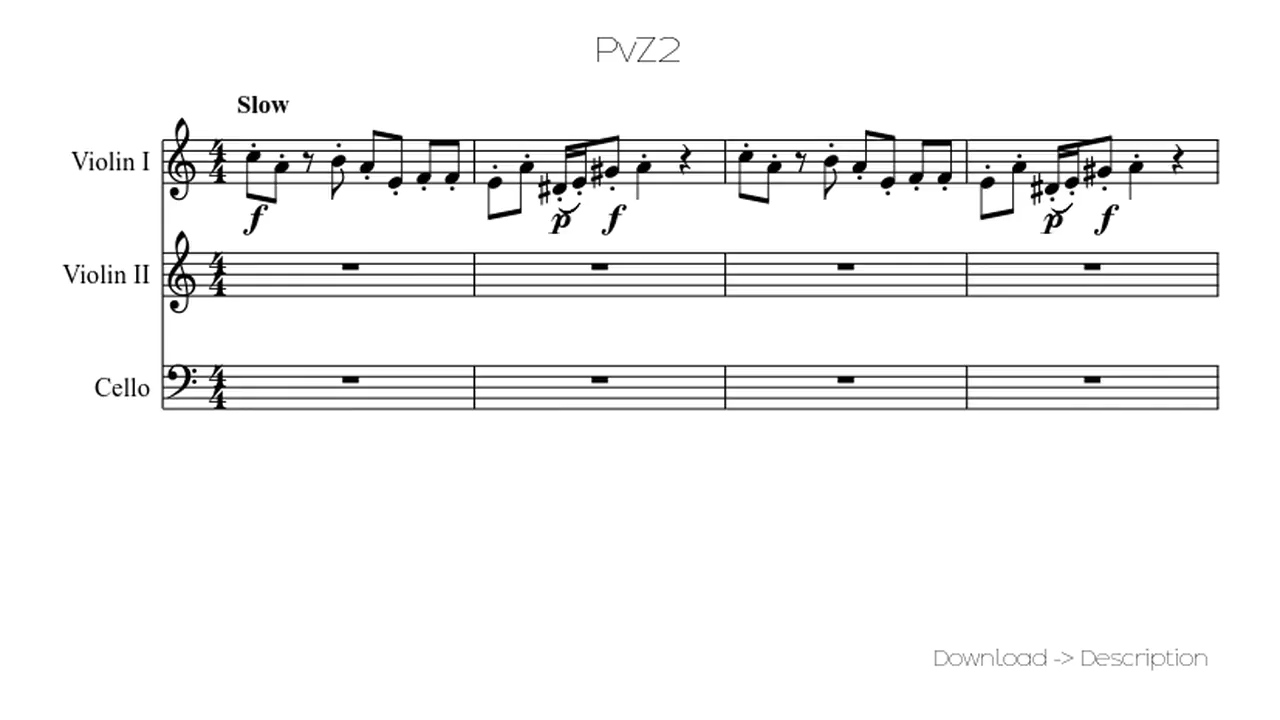 PvZ2
Slow
Violin I
f p f p f
Violin II
Cello
Download -> Description